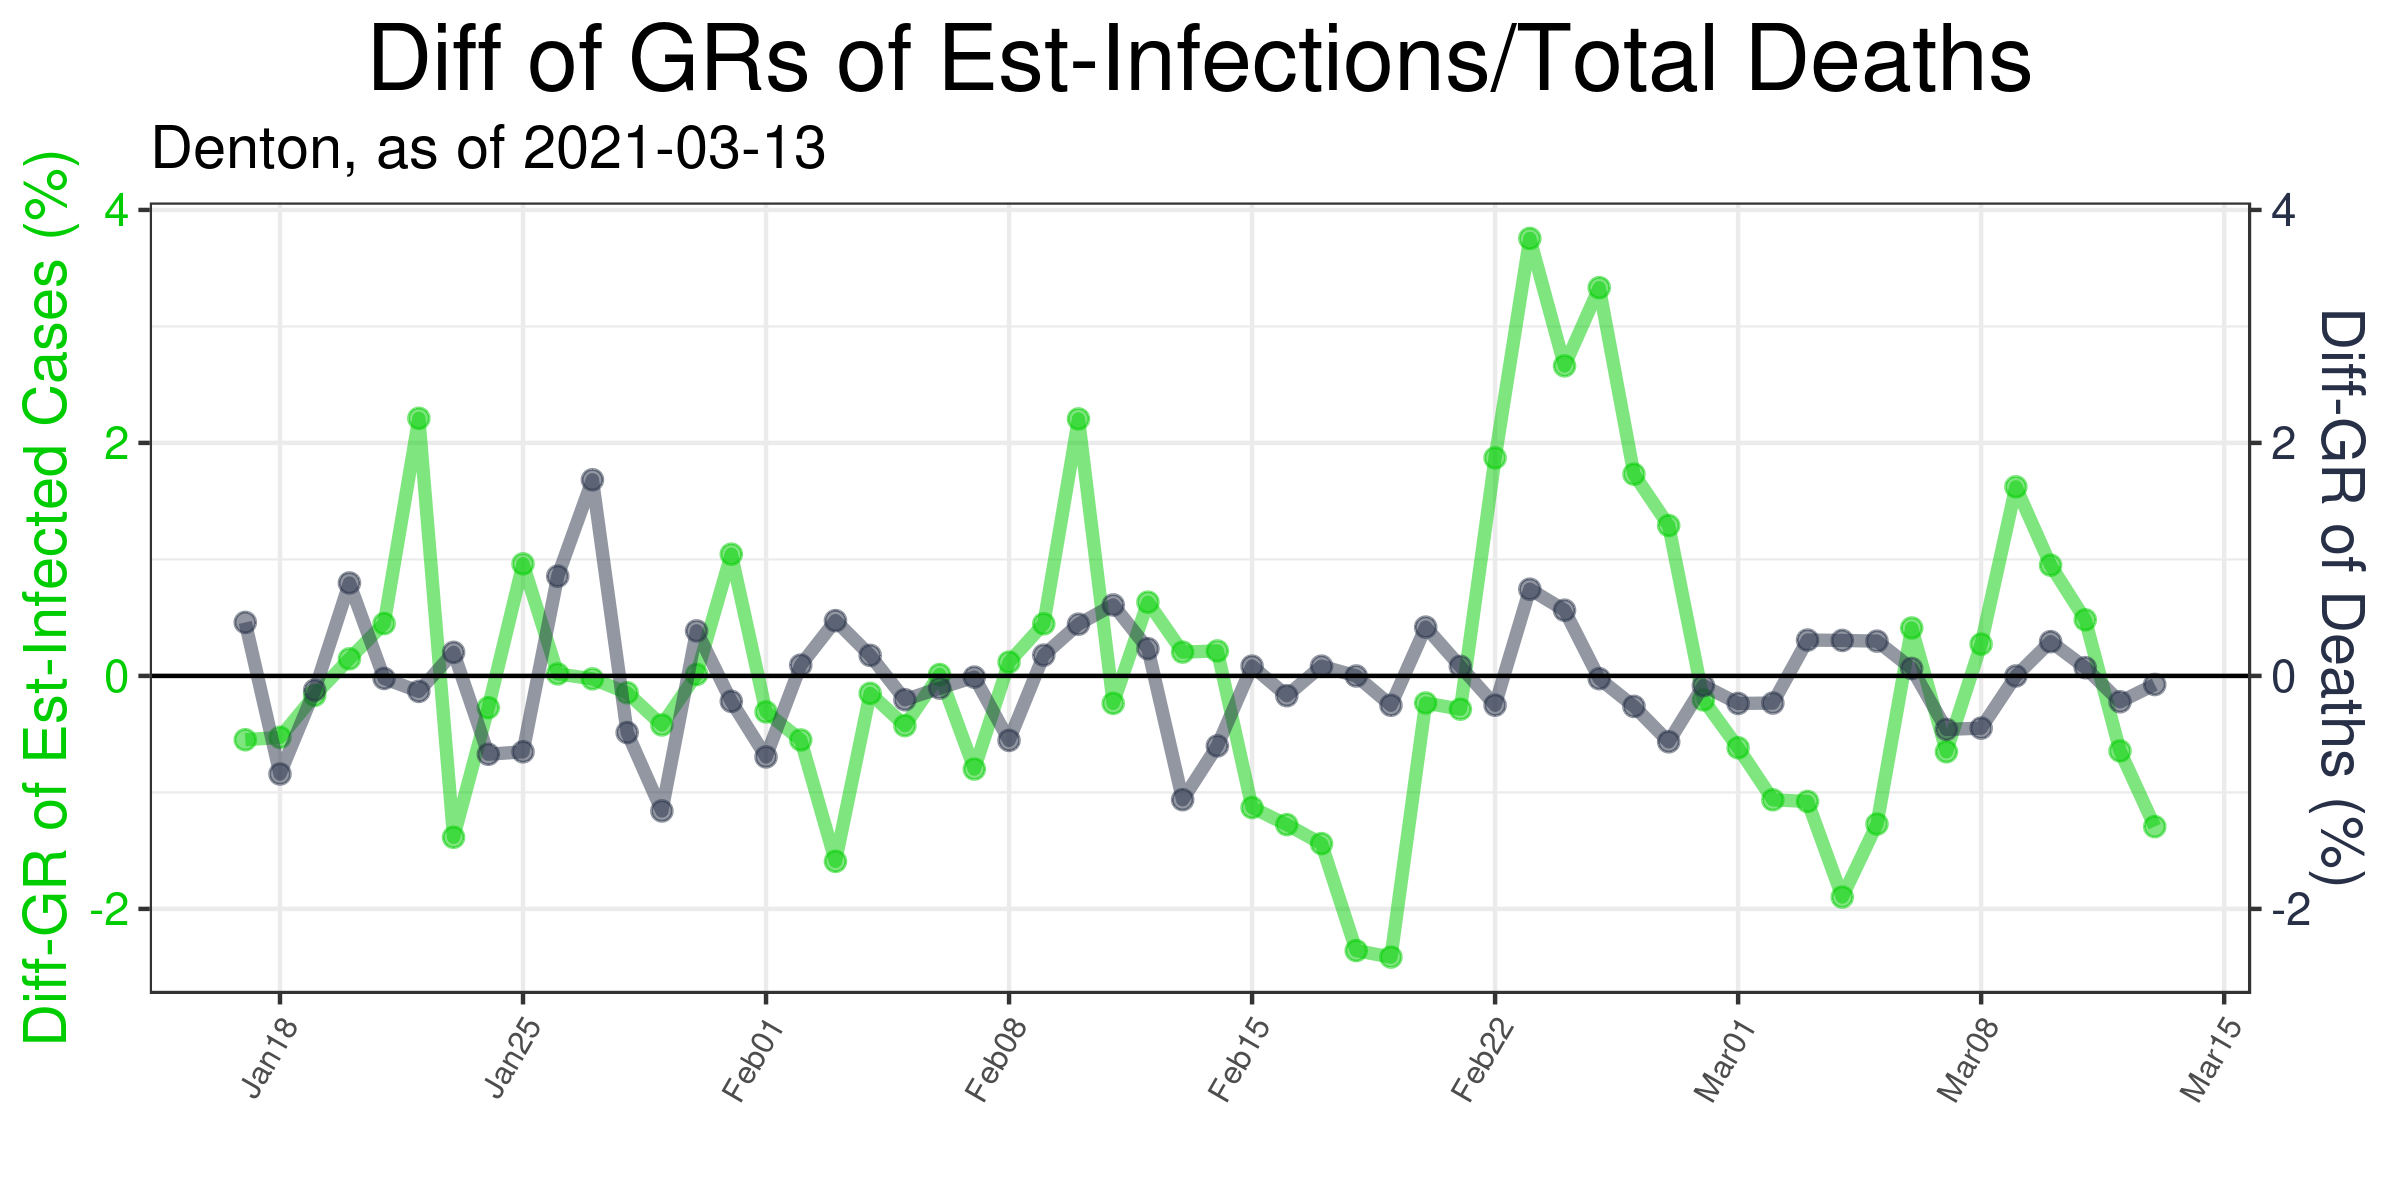 Diff of GRs of Est-Infections/Total Deaths
Denton, as of 2021-03-13
Diff-GR of Est-Infected Cases (%)
4
2
0
-2
4
2
0
-2
Diff-GR of Deaths (%)
Jan18
Jan25
Feb01
Feb08
Feb15
Feb22
Mar01
Mar08
Mar15